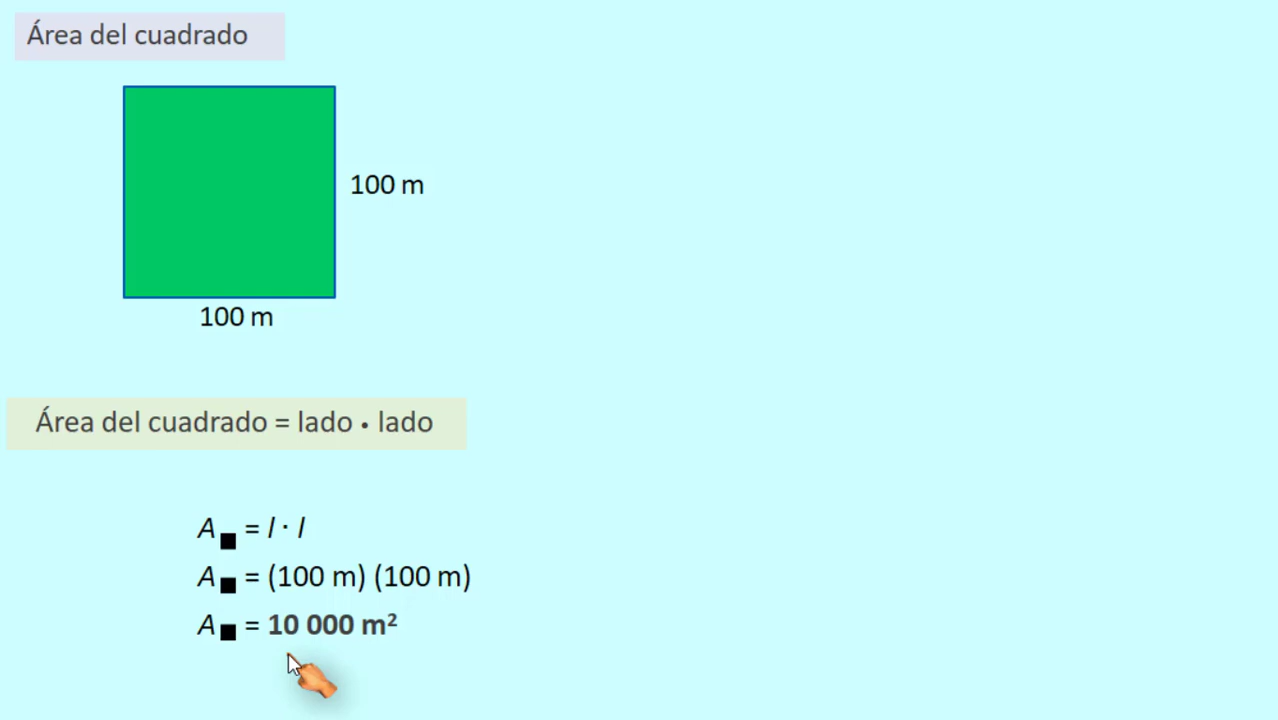 Área del cuadrado
100 m
100 m
Área del cuadrado = lado • lado
A■ = l · l
A■ = (100 m) (100 m)
A■ = 10 000 m²